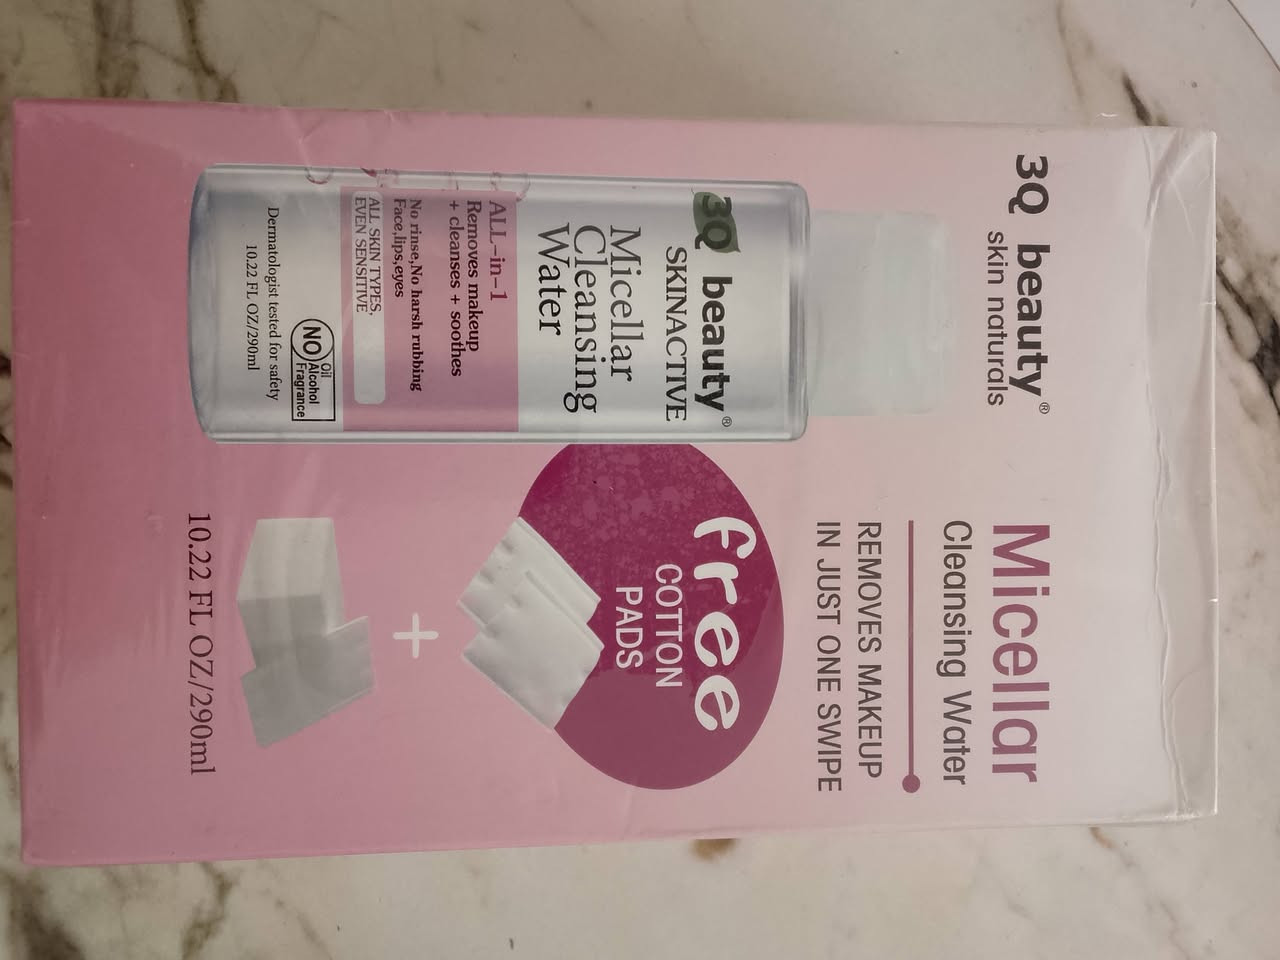 3Q beauty®
skin naturals
Micellar
Cleansing Water
REMOVES MAKEUP
IN JUST ONE SWIPE
3Q beauty®
SKINACTIVE
Micellar
Cleansing
Water
ALL-in-1
Removes makeup
+ cleanses + soothes
No rinse,No harsh rubbing
Face,lips,eyes
ALL SKIN TYPES,
EVEN SENSITIVE
NO
Oil
Alcohol
Fragrance
Dermatologist tested for safety
10.22 FL OZ/290ml
free
COTTON
PADS
+
10.22 FL OZ/290ml